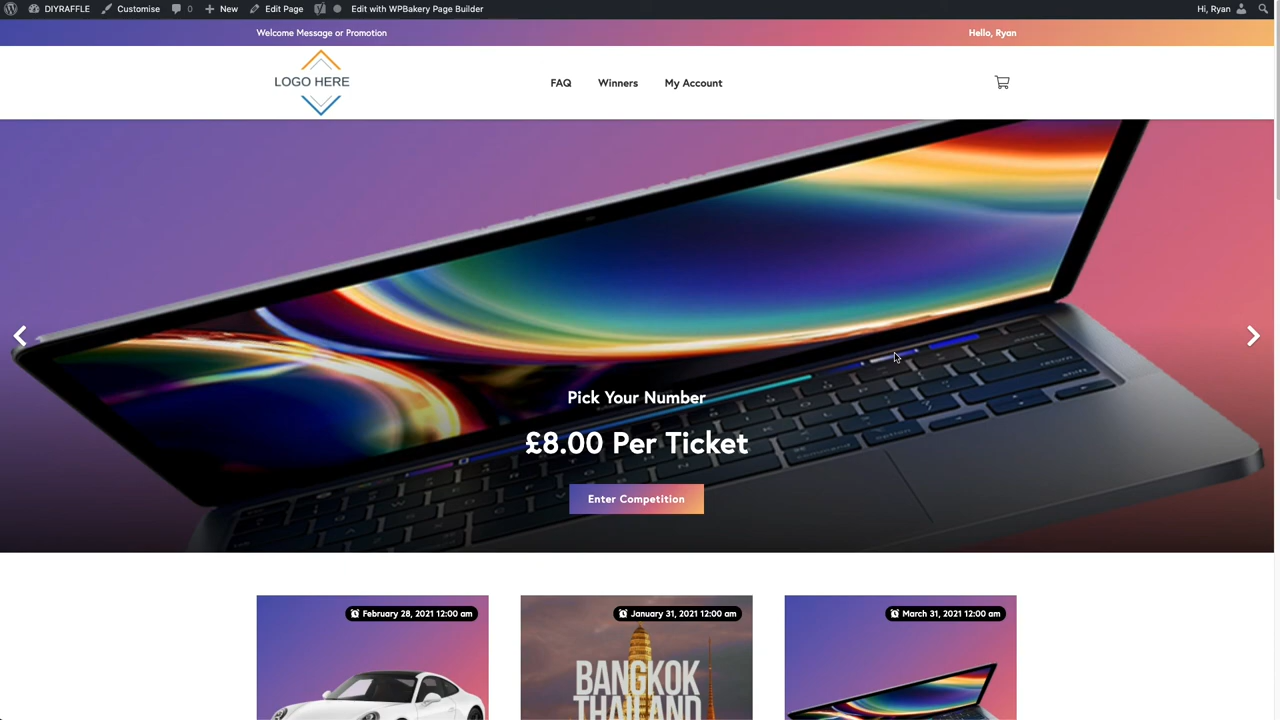 DIYRAFFLE Customise 0 New Edit Page Edit with WPBakery Page Builder Hi, Ryan
Welcome Message or Promotion Hello, Ryan
LOGO HERE
FAQ Winners My Account
Pick Your Number
£8.00 Per Ticket
Enter Competition
February 28, 2021 12:00 am
January 31, 2021 12:00 am
March 31, 2021 12:00 am
BANGKOK
THAILAND